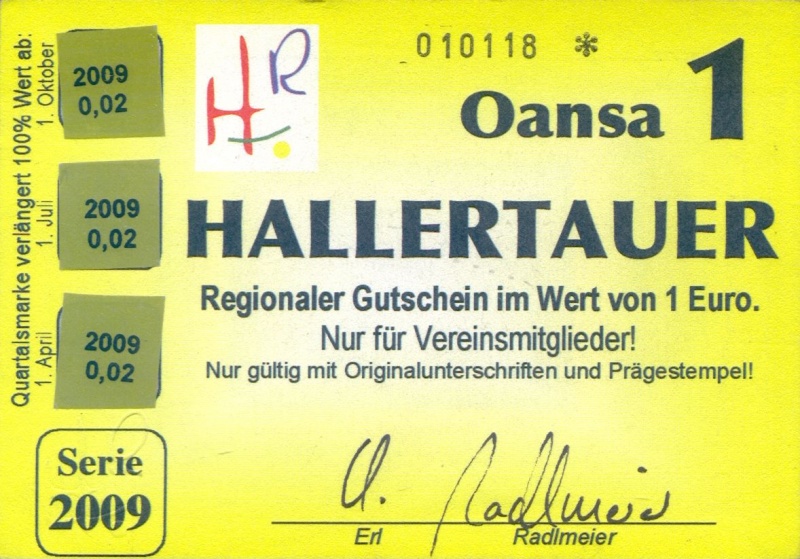 010118 *
Oansa 1
HR
HALLERTAUER
Regionaler Gutschein im Wert von 1 Euro.
Nur für Vereinsmitglieder!
Nur gültig mit Originalunterschriften und Prägestempel!
Quartalsmarke verlängert 100% Wert ab:
1. Oktober
2009
0,02
1. Juli
2009
0,02
1. April
2009
0,02
Serie
2009
Radlmeier
Erl Radlmeier